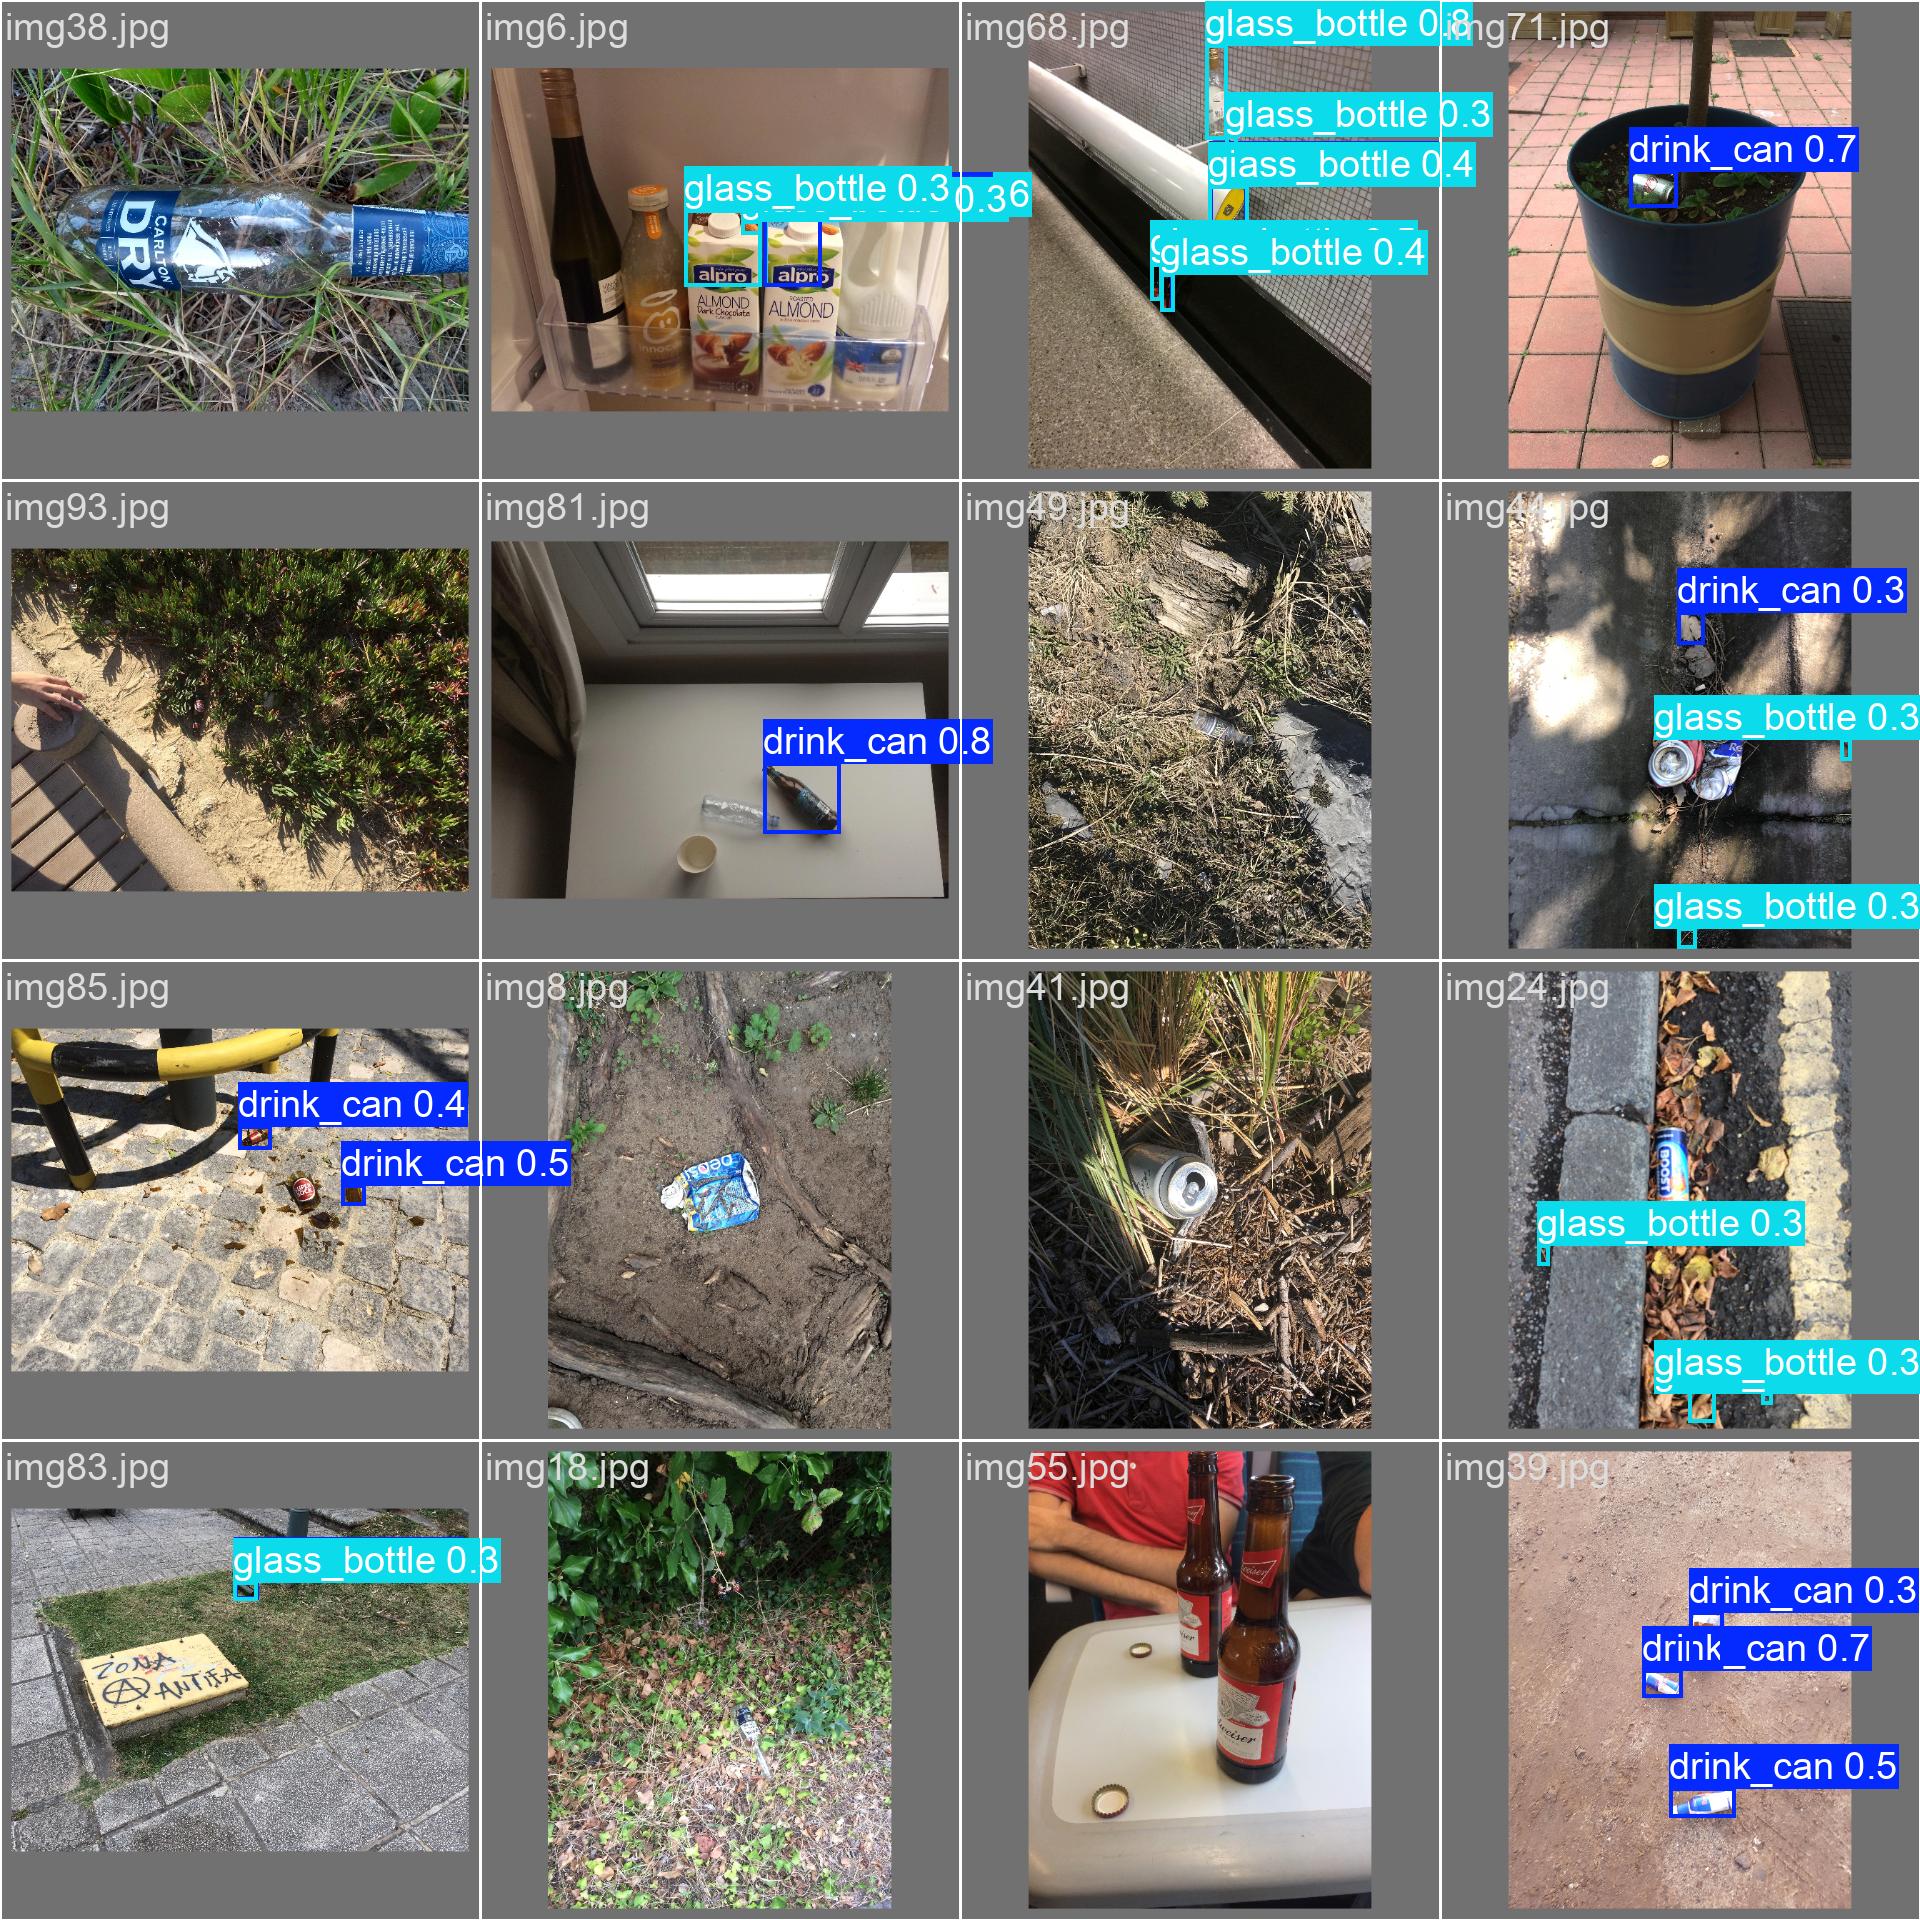 img38.jpg
CARLTON
DRY
img6.jpg
glass_bottle 0.3
0.36
alpro
alpro
ALMOND
Dark Chocolate
ROASTED
ALMOND
innocent
img68.jpg
glass_bottle 0.8
glass_bottle 0.3
glass_bottle 0.4
glass_bottle 0.4
img71.jpg
drink_can 0.7
img93.jpg
img81.jpg
drink_can 0.8
img49.jpg
img44.jpg
drink_can 0.3
glass_bottle 0.3
glass_bottle 0.3
img85.jpg
drink_can 0.4
drink_can 0.5
img8.jpg
pepsi
img41.jpg
img24.jpg
BOOST
glass_bottle 0.3
glass_bottle 0.3
img83.jpg
glass_bottle 0.3
ZONA
ANTIFA
img18.jpg
img55.jpg
img39.jpg
drink_can 0.3
drink_can 0.7
drink_can 0.5